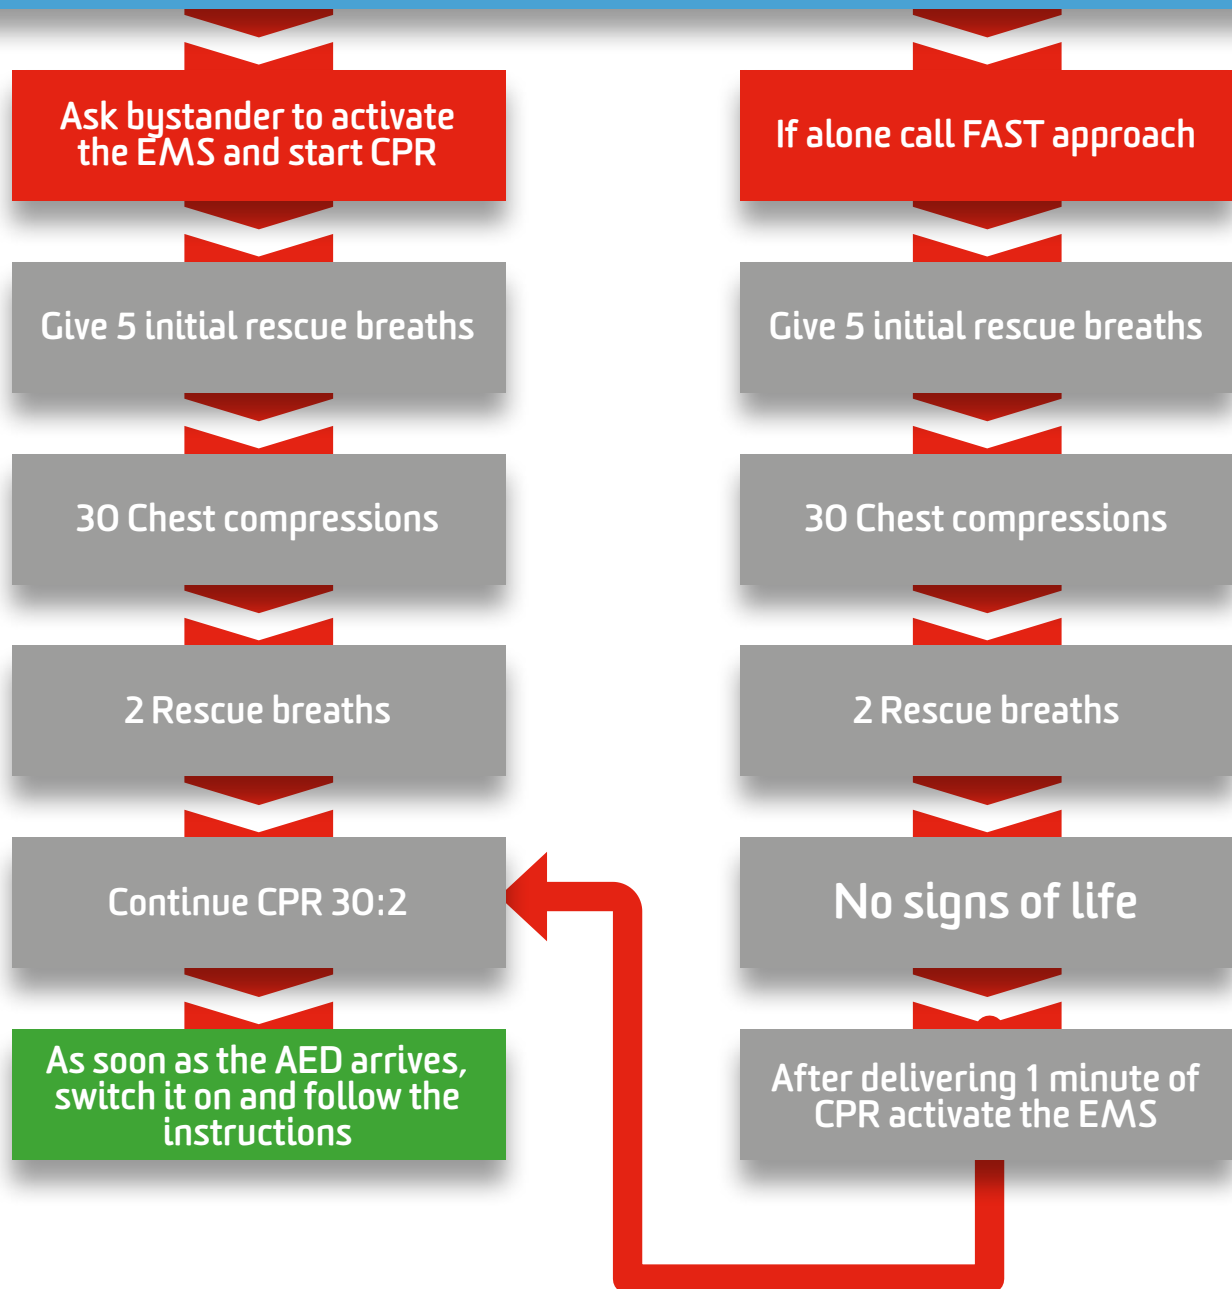 Ask bystander to activate
the EMS and start CPR
Give 5 initial rescue breaths
30 Chest compressions
2 Rescue breaths
Continue CPR 30:2
As soon as the AED arrives,
switch it on and follow the
instructions
If alone call FAST approach
Give 5 initial rescue breaths
30 Chest compressions
2 Rescue breaths
No signs of life
After delivering 1 minute of
CPR activate the EMS